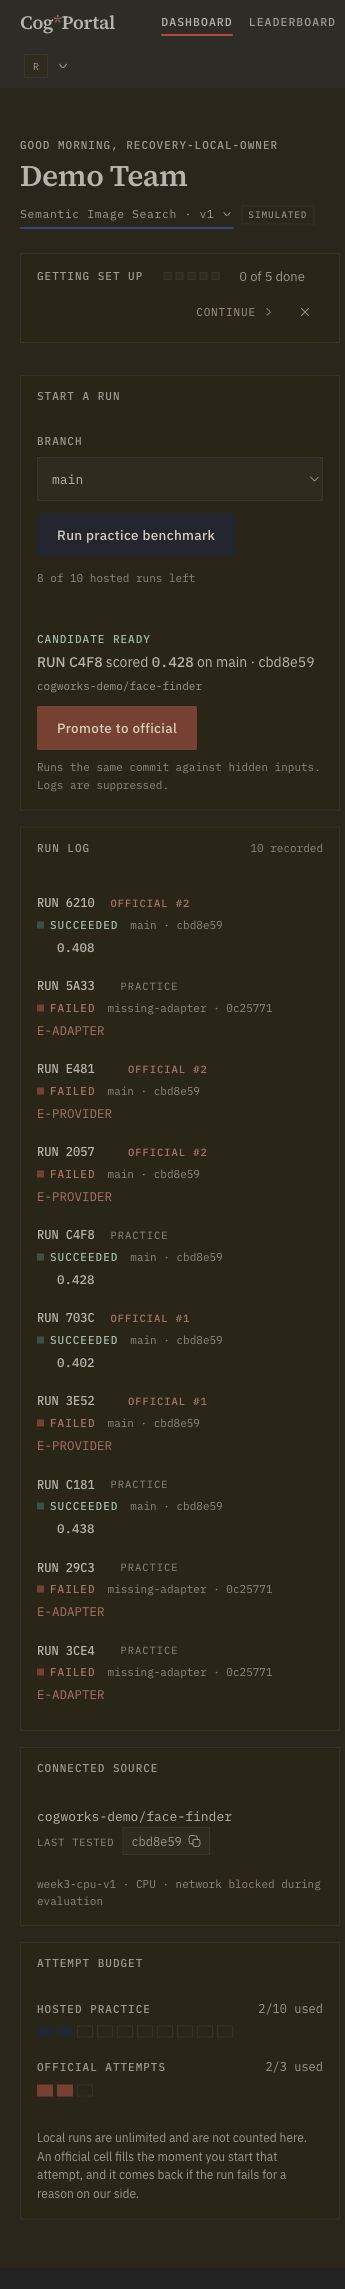 Cog*Portal
DASHBOARD LEADERBOARD
R
GOOD MORNING, RECOVERY-LOCAL-OWNER
Demo Team
Semantic Image Search · v1 SIMULATED
GETTING SET UP 0 of 5 done
CONTINUE
START A RUN
BRANCH
main
Run practice benchmark
8 of 10 hosted runs left
CANDIDATE READY
RUN C4F8 scored 0.428 on main · cbd8e59
cogworks-demo/face-finder
Promote to official
Runs the same commit against hidden inputs.
Logs are suppressed.
RUN LOG 10 recorded
RUN 6210 OFFICIAL #2
SUCCEEDED main · cbd8e59
0.408
RUN 5A33 PRACTICE
FAILED missing-adapter · 0c25771
E-ADAPTER
RUN E481 OFFICIAL #2
FAILED main · cbd8e59
E-PROVIDER
RUN 2057 OFFICIAL #2
FAILED main · cbd8e59
E-PROVIDER
RUN C4F8 PRACTICE
SUCCEEDED main · cbd8e59
0.428
RUN 703C OFFICIAL #1
SUCCEEDED main · cbd8e59
0.402
RUN 3E52 OFFICIAL #1
FAILED main · cbd8e59
E-PROVIDER
RUN C181 PRACTICE
SUCCEEDED main · cbd8e59
0.438
RUN 29C3 PRACTICE
FAILED missing-adapter · 0c25771
E-ADAPTER
RUN 3CE4 PRACTICE
FAILED missing-adapter · 0c25771
E-ADAPTER
CONNECTED SOURCE
cogworks-demo/face-finder
LAST TESTED cbd8e59
week3-cpu-v1 · CPU · network blocked during
evaluation
ATTEMPT BUDGET
HOSTED PRACTICE 2/10 used
OFFICIAL ATTEMPTS 2/3 used
Local runs are unlimited and are not counted here.
An official cell fills the moment you start that
attempt, and it comes back if the run fails for a
reason on our side.